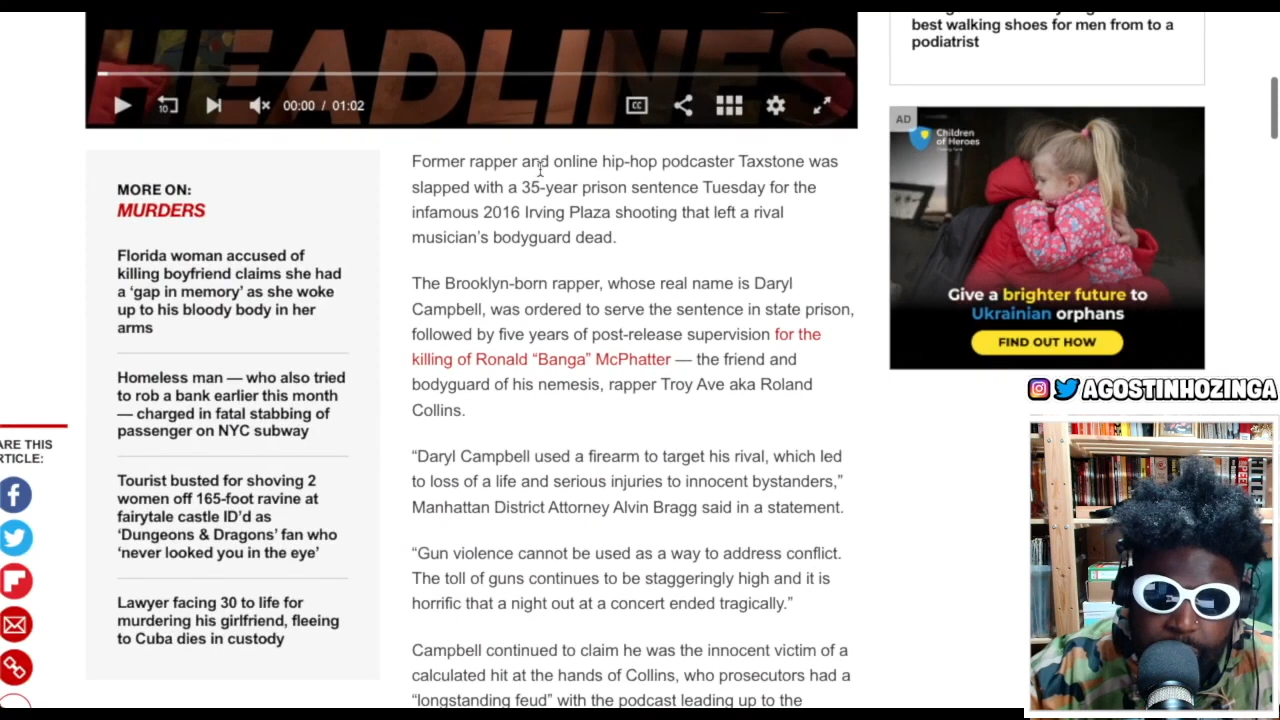 HEADLINES
00:00 / 01:02
CC
10
best walking shoes for men from to a
podiatrist
MORE ON:
MURDERS
Florida woman accused of
killing boyfriend claims she had
a ‘gap in memory’ as she woke
up to his bloody body in her
arms
Homeless man — who also tried
to rob a bank earlier this month
— charged in fatal stabbing of
passenger on NYC subway
Tourist busted for shoving 2
women off 165-foot ravine at
fairytale castle ID’d as
‘Dungeons & Dragons’ fan who
‘never looked you in the eye’
Lawyer facing 30 to life for
murdering his girlfriend, fleeing
to Cuba dies in custody
ARE THIS
RTICLE:
Former rapper and online hip-hop podcaster Taxstone was
slapped with a 35-year prison sentence Tuesday for the
infamous 2016 Irving Plaza shooting that left a rival
musician’s bodyguard dead.
The Brooklyn-born rapper, whose real name is Daryl
Campbell, was ordered to serve the sentence in state prison,
followed by five years of post-release supervision for the
killing of Ronald “Banga” McPhatter — the friend and
bodyguard of his nemesis, rapper Troy Ave aka Roland
Collins.
“Daryl Campbell used a firearm to target his rival, which led
to loss of a life and serious injuries to innocent bystanders,”
Manhattan District Attorney Alvin Bragg said in a statement.
“Gun violence cannot be used as a way to address conflict.
The toll of guns continues to be staggeringly high and it is
horrific that a night out at a concert ended tragically.”
Campbell continued to claim he was the innocent victim of a
calculated hit at the hands of Collins, who prosecutors had a
“longstanding feud” with the podcast leading up to the
AD
Children
of Heroes
Give a brighter future to
Ukrainian orphans
FIND OUT HOW
AGOSTINHOZINGA